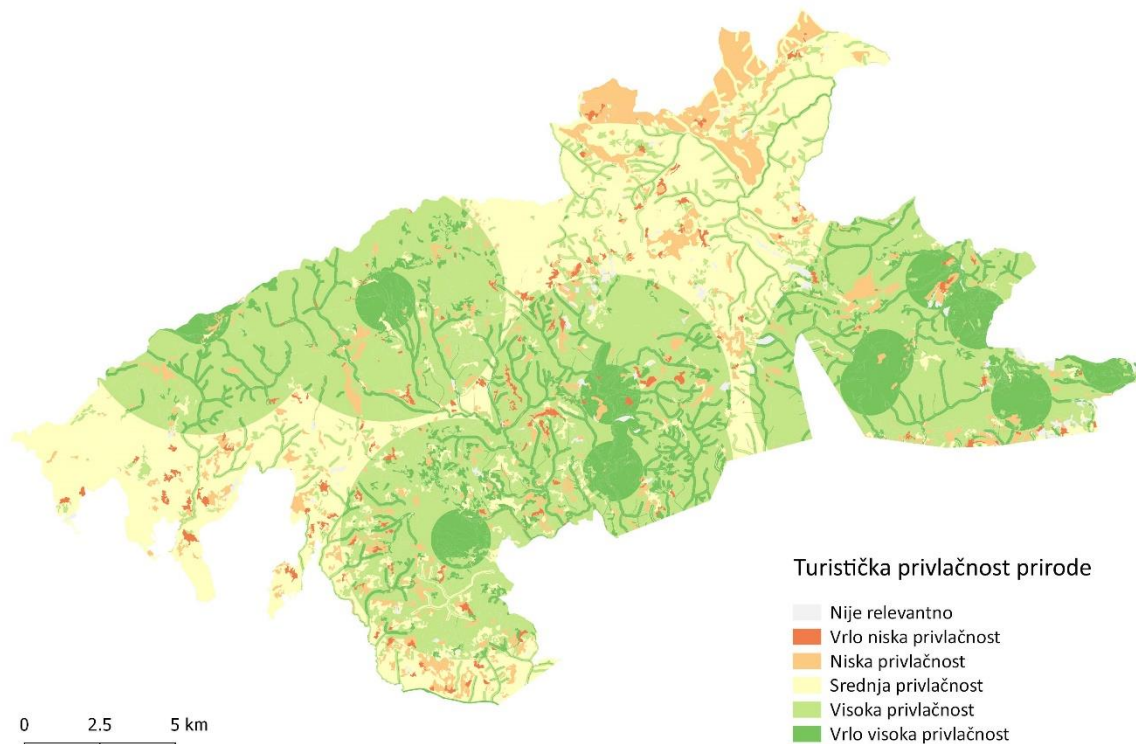 Turistička privlačnost prirode
Nije relevantno
Vrlo niska privlačnost
Niska privlačnost
Srednja privlačnost
Visoka privlačnost
Vrlo visoka privlačnost
0 2.5 5 km